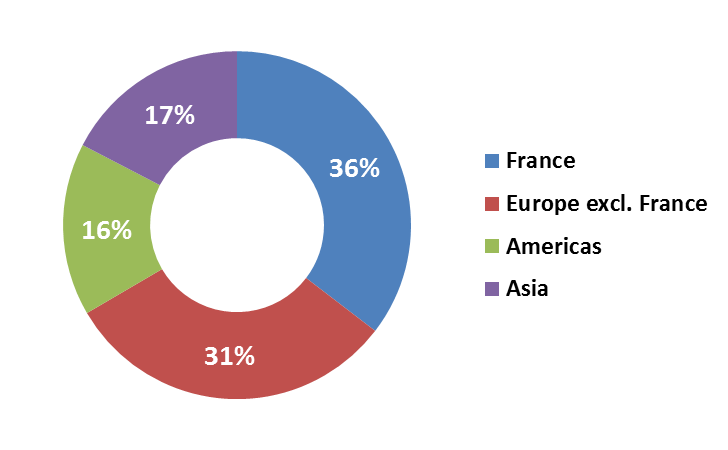 17%
36%
16%
31%
France
Europe excl. France
Americas
Asia